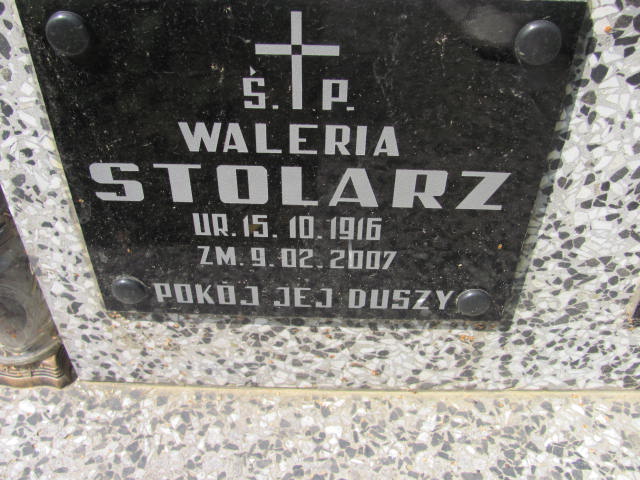 Ś. P.
WALERIA
STOLARZ
UR. 15. 10. 1916
ZM. 9. 02. 2007
POKÓJ JEJ DUSZY